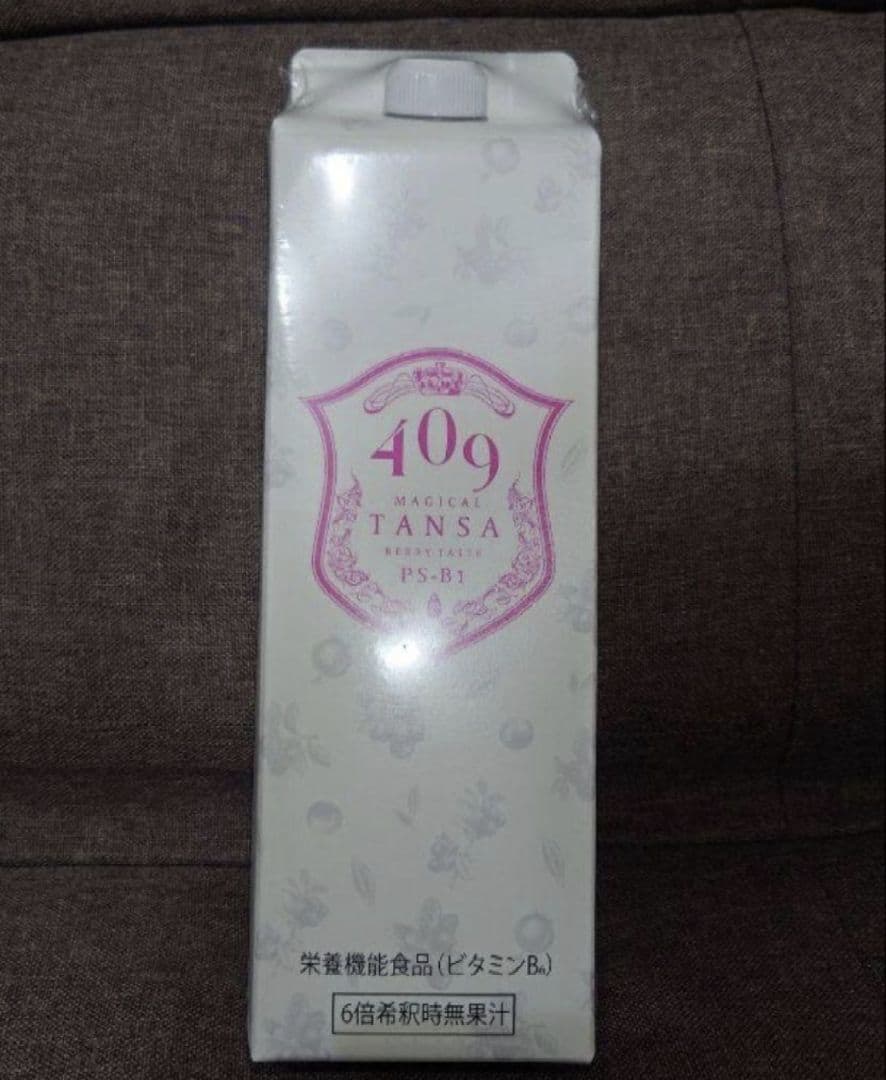 409
MAGICAL
TANSA
BERRY TASTE
PS-B1
栄養機能食品(ビタミンB₆)
6倍希釈時無果汁